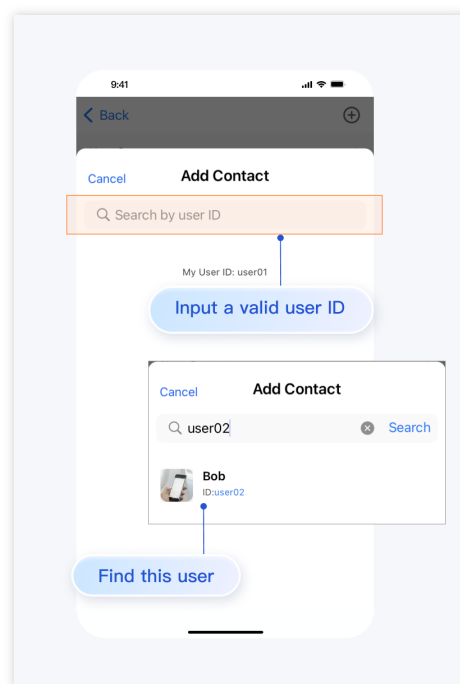 9:41
Back
Cancel
Add Contact
Search by user ID
My User ID: user01
Input a valid user ID
Cancel
Add Contact
user02
Search
Bob
ID:user02
Find this user